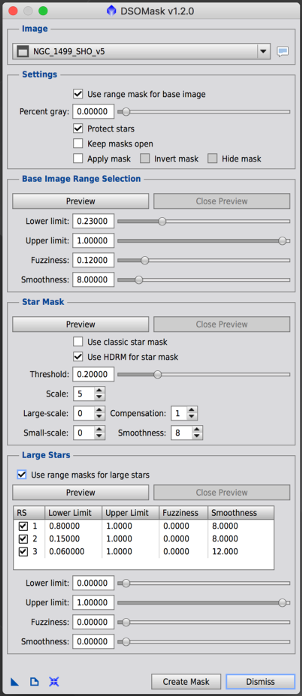 DSOMask v1.2.0
Image
NGC_1499_SHO_v5
Settings
Use range mask for base image
Percent gray: 0.00000
Protect stars
Keep masks open
Apply mask Invert mask Hide mask
Base Image Range Selection
Preview Close Preview
Lower limit: 0.23000
Upper limit: 1.00000
Fuzziness: 0.12000
Smoothness: 8.00000
Star Mask
Preview Close Preview
Use classic star mask
Use HDRM for star mask
Threshold: 0.20000
Scale: 5
Large-scale: 0 Compensation: 1
Small-scale: 0 Smoothness: 8
Large Stars
Use range masks for large stars
Preview Close Preview
RS Lower Limit Upper Limit Fuzziness Smoothness
1 0.80000 1.0000 0.0000 8.0000
2 0.15000 1.0000 0.0000 8.0000
3 0.060000 1.0000 0.0000 12.000
Lower limit: 0.00000
Upper limit: 1.00000
Fuzziness: 0.00000
Smoothness: 0.00000
Create Mask Dismiss